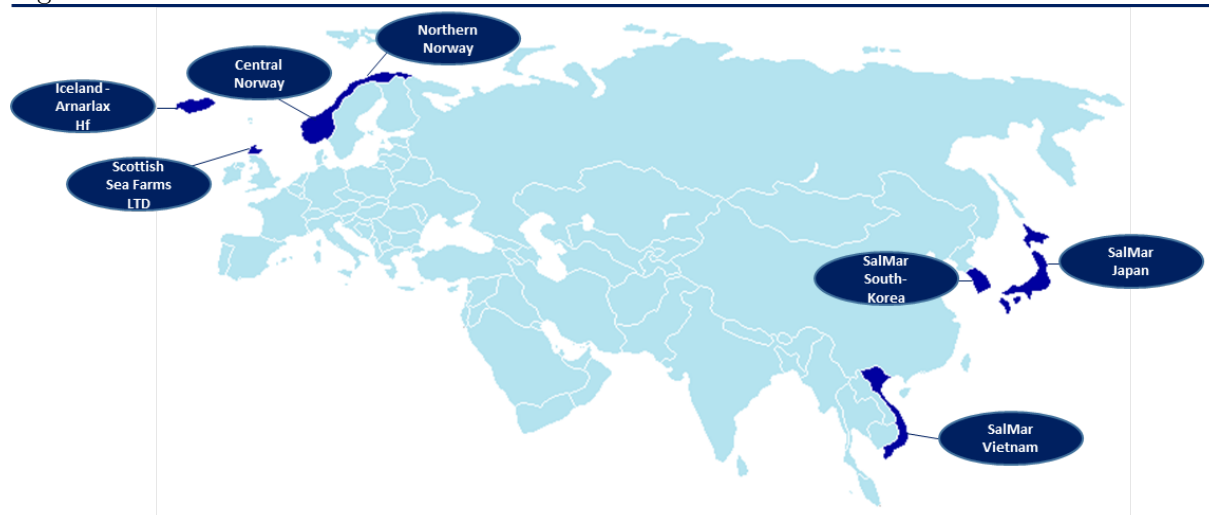 Northern
Norway
Central
Norway
Iceland -
Arnarlax
Hf
Scottish
Sea Farms
LTD
SalMar
South-
Korea
SalMar
Japan
SalMar
Vietnam